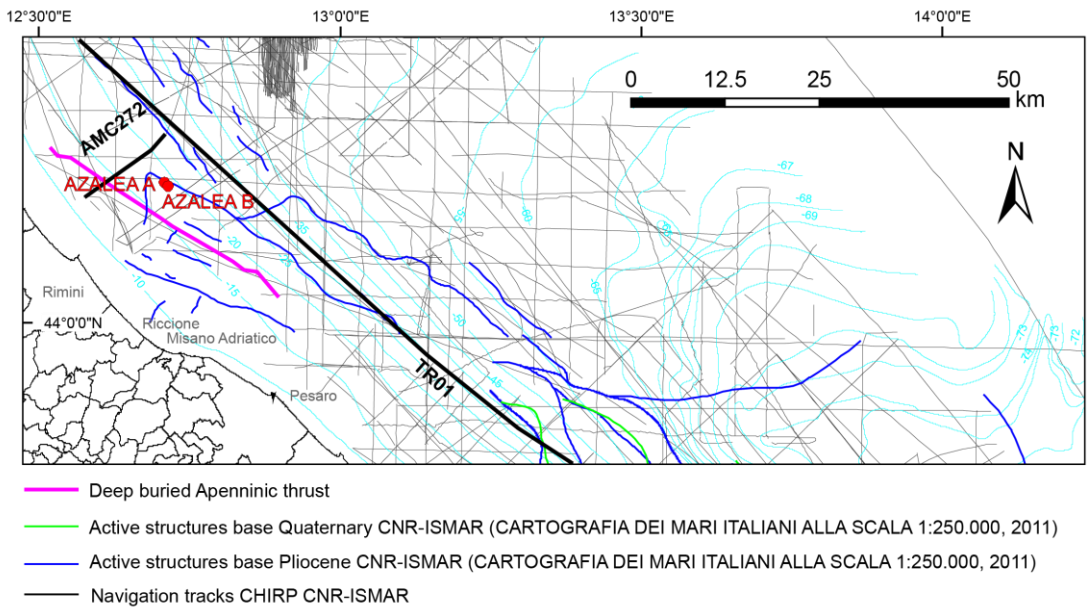 12°30'0"E 13°0'0"E 13°30'0"E 14°0'0"E
0 12.5 25 50
km
N
AMC272
AZALEA A
AZALEA B
-67
-68
-69
-20
-15
-10
-50
-66
-45
-73
-73
-72
Rimini
44°0'0"N
Riccione
Misano Adriatico
TR01
Pesaro
Deep buried Apenninic thrust
Active structures base Quaternary CNR-ISMAR (CARTOGRAFIA DEI MARI ITALIANI ALLA SCALA 1:250.000, 2011)
Active structures base Pliocene CNR-ISMAR (CARTOGRAFIA DEI MARI ITALIANI ALLA SCALA 1:250.000, 2011)
Navigation tracks CHIRP CNR-ISMAR